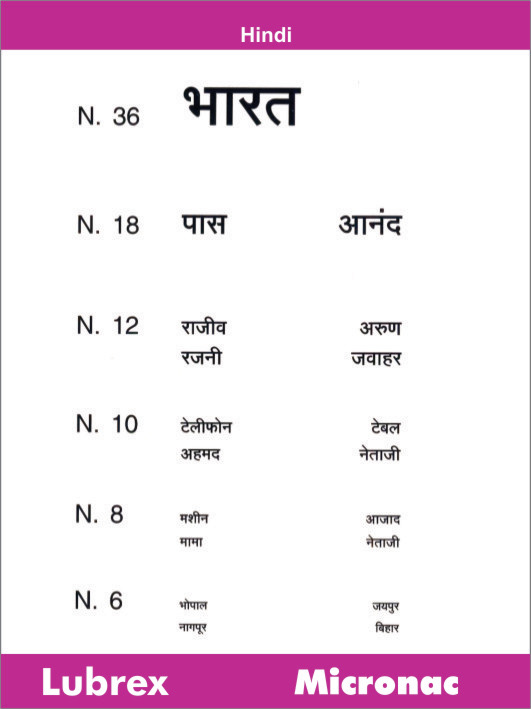 Hindi
N. 36 भारत
N. 18 पास आनंद
N. 12 राजीव अरुण
रजनी जवाहर
N. 10 टेलीफोन टेबल
अहमद नेताजी
N. 8 मशीन आजाद
मामा नेताजी
N. 6 भोपाल जयपुर
नागपूर बिहार
Lubrex Micronac